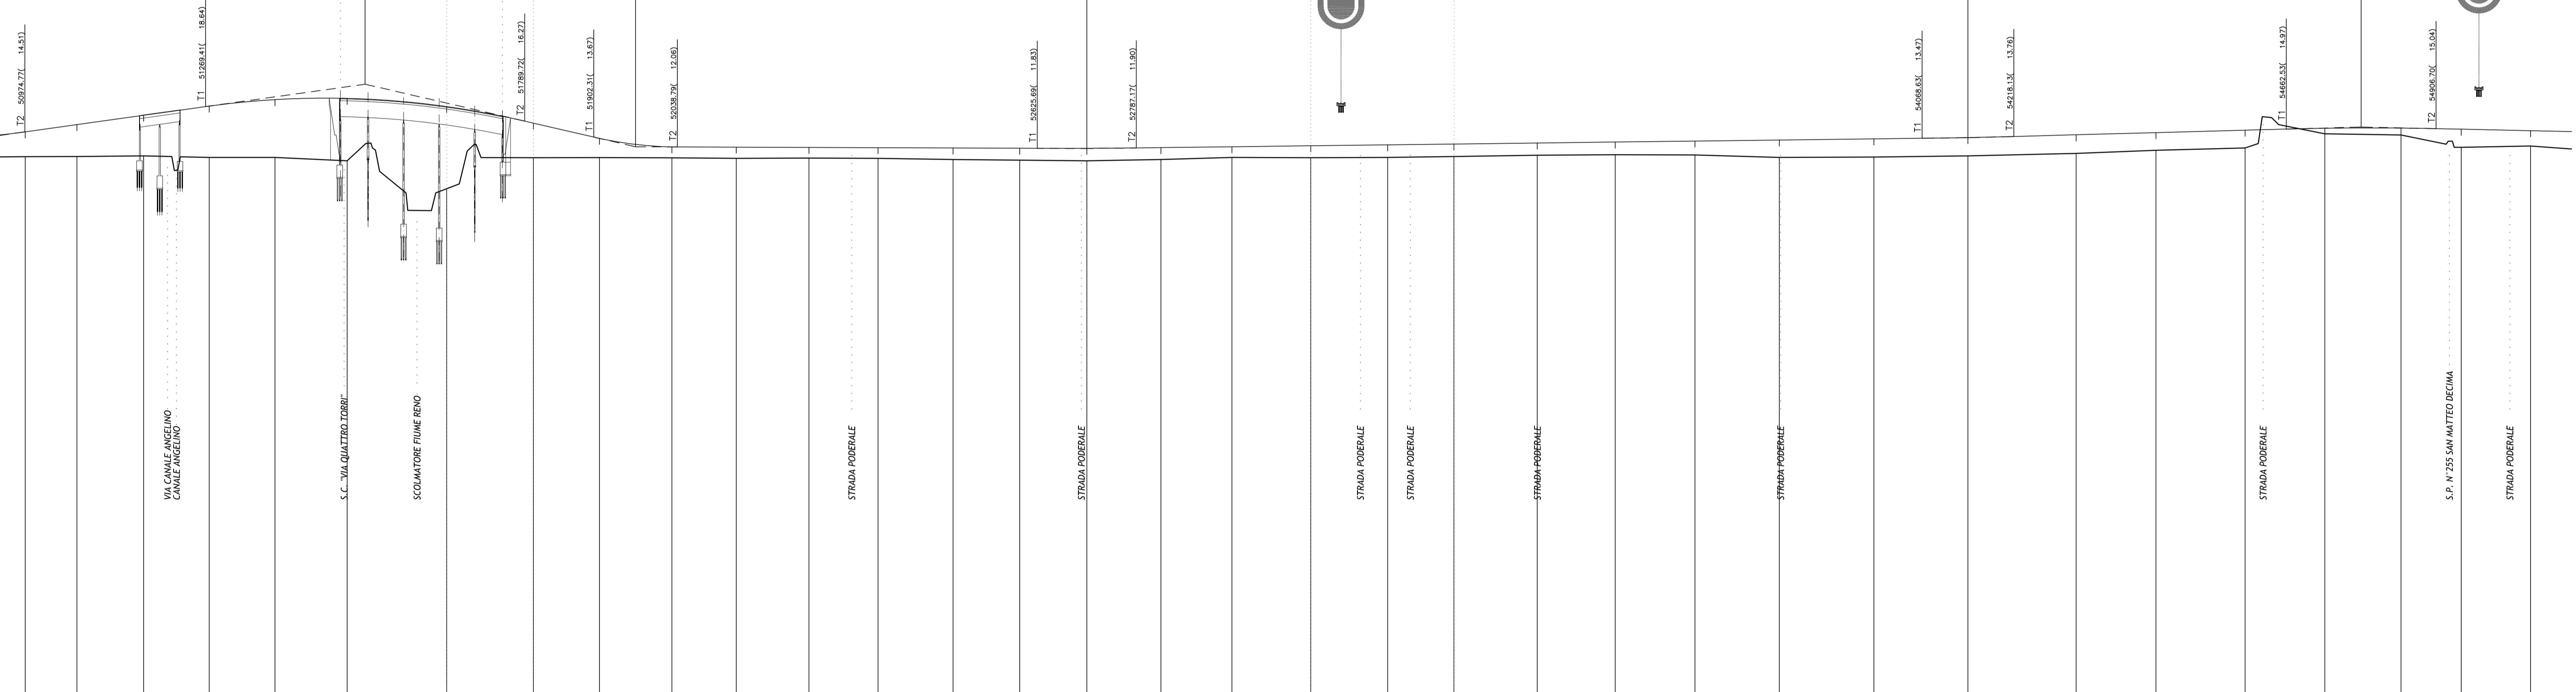 T2 50974.77( 14.51)
T1 51269.41( 18.64)
T2 51789.72( 16.27)
T1 51902.31( 13.67)
T2 52038.79( 12.06)
T1 52625.69( 11.83)
T2 52787.17( 11.90)
T1 54068.63( 13.47)
T2 54218.13( 13.76)
T1 54662.53( 14.97)
T2 54906.70( 15.04)
VIA CANALE ANGELINO
CANALE ANGELINO
S.C. "VIA QUATTRO TORRI"
SCOLMATORE FIUME RENO
STRADA PODERALE
STRADA PODERALE
STRADA PODERALE
STRADA PODERALE
STRADA PODERALE
STRADA PODERALE
STRADA PODERALE
S.P. N°255 SAN MATTEO DECIMA
STRADA PODERALE